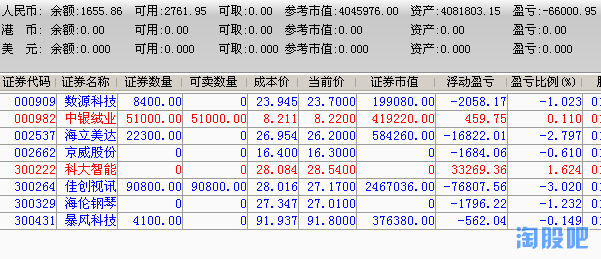 人民币: 余额:1655.86 可用:2761.95 可取:0.00 参考市值:4045976.00 资产:4081803.15 盈亏:-66000.95
港 币: 余额:0.00 可用:0.00 可取:0.00 参考市值:0.00 资产:0.00 盈亏:0.00
美 元: 余额:0.000 可用:0.000 可取:0.000 参考市值:0.000 资产:0.000 盈亏:0.000
证券代码 证券名称 证券数量 可卖数量 成本价 当前价 证券市值 浮动盈亏 盈亏比例(%) 股
000909 数源科技 8400.00 0 23.945 23.7000 199080.00 -2058.17 -1.023 0
000982 中银绒业 51000.00 51000.00 8.211 8.2200 419220.00 459.75 0.110 0
002537 海立美达 22300.00 0 26.954 26.2000 584260.00 -16822.01 -2.797 0
002662 京威股份 0 0 16.400 16.3000 0 -1684.06 -0.610 0
300222 科大智能 0 0 28.084 28.5400 0 33269.36 1.624 0
300264 佳创视讯 90800.00 90800.00 28.016 27.1700 2467036.00 -76807.56 -3.020 0
300329 海伦钢琴 0 0 27.347 27.0100 0 -1796.22 -1.232 0
300431 暴风科技 4100.00 0 91.937 91.8000 376380.00 -562.04 -0.149 0
淘股吧